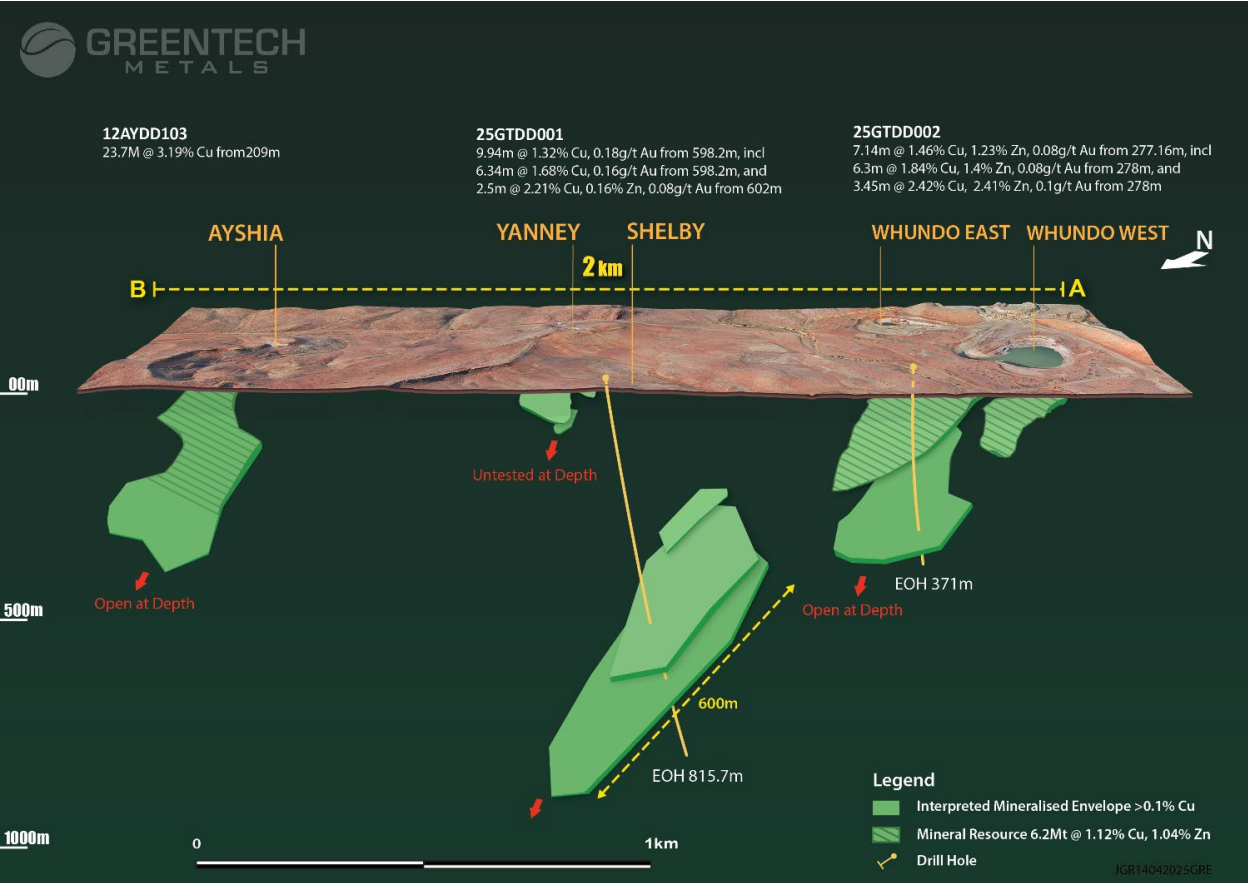 GREENTECH
METALS
12AYDD103
23.7M @ 3.19% Cu from209m
25GTDD001
9.94m @ 1.32% Cu, 0.18g/t Au from 598.2m, incl
6.34m @ 1.68% Cu, 0.16g/t Au from 598.2m, and
2.5m @ 2.21% Cu, 0.16% Zn, 0.08g/t Au from 602m
25GTDD002
7.14m @ 1.46% Cu, 1.23% Zn, 0.08g/t Au from 277.16m, incl
6.3m @ 1.84% Cu, 1.4% Zn, 0.08g/t Au from 278m, and
3.45m @ 2.42% Cu, 2.41% Zn, 0.1g/t Au from 278m
AYSHIA
YANNEY
SHELBY
WHUNDO EAST
WHUNDO WEST
N
B
2 km
A
00m
Untested at Depth
Open at Depth
500m
EOH 371m
Open at Depth
600m
EOH 815.7m
1000m
0
1km
Legend
Interpreted Mineralised Envelope >0.1% Cu
Mineral Resource 6.2Mt @ 1.12% Cu, 1.04% Zn
Drill Hole
JGR14042025GRE